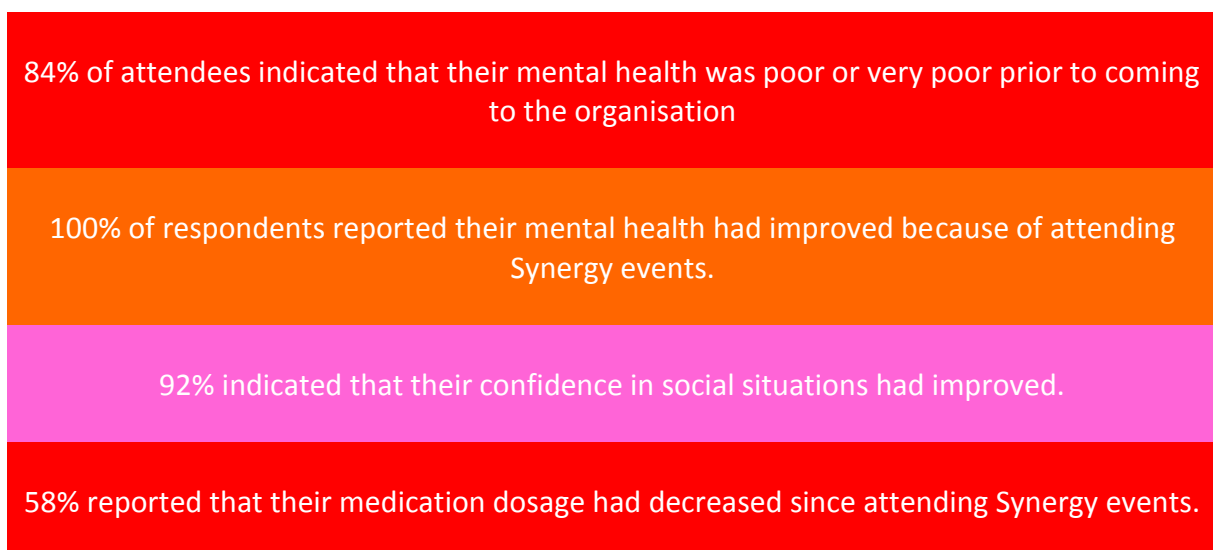 84% of attendees indicated that their mental health was poor or very poor prior to coming
to the organisation
100% of respondents reported their mental health had improved because of attending
Synergy events.
92% indicated that their confidence in social situations had improved.
58% reported that their medication dosage had decreased since attending Synergy events.